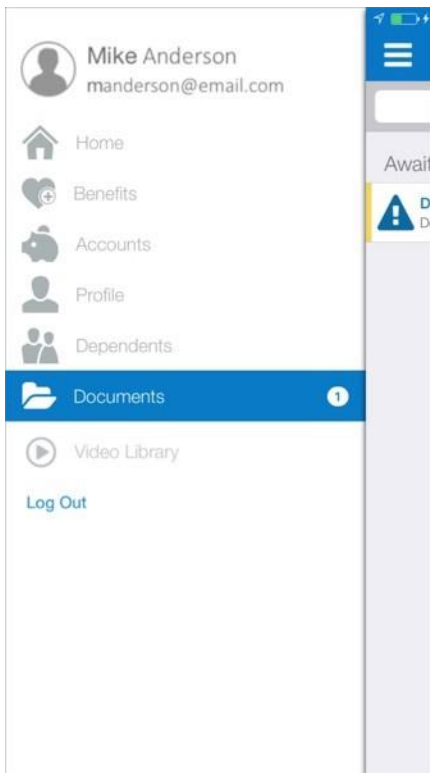 Mike Anderson
manderson@email.com
Home
Benefits
Accounts
Profile
Dependents
Documents 1
Video Library
Log Out
Await
D
D